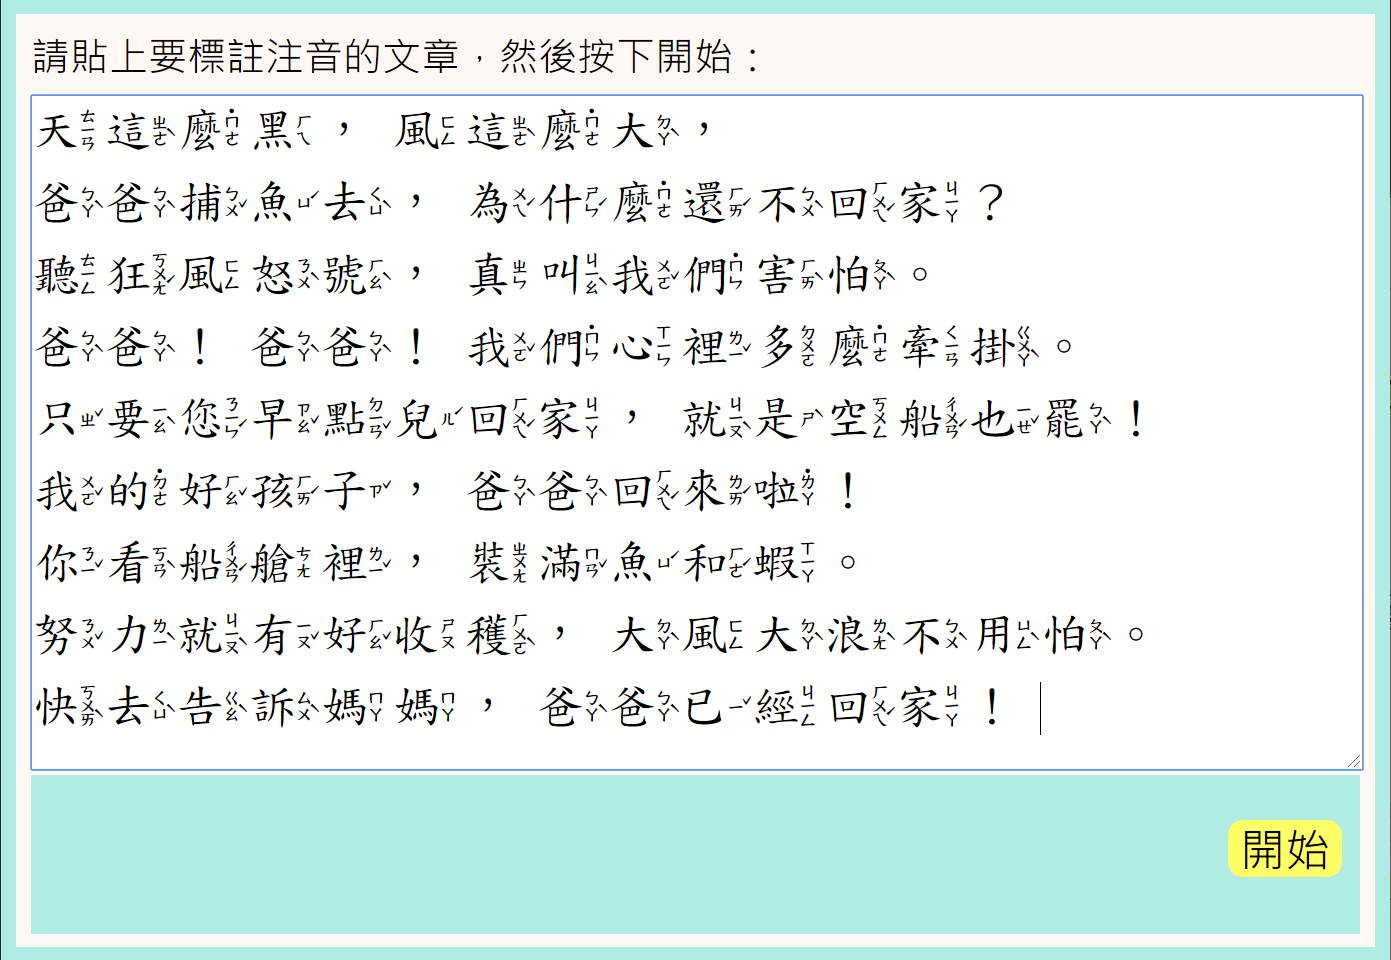 請貼上要標註注音的文章，然後按下開始：
天這麼黑， 風這麼大，
爸爸捕魚去， 為什麼還不回家？
聽狂風怒號， 真叫我們害怕。
爸爸！ 爸爸！ 我們心裡多麼牽掛。
只要您早點兒回家， 就是空船也罷！
我的好孩子， 爸爸回來啦！
你看船艙裡， 裝滿魚和蝦。
努力就有好收穫， 大風大浪不用怕。
快去告訴媽媽， 爸爸已經回家！
開始